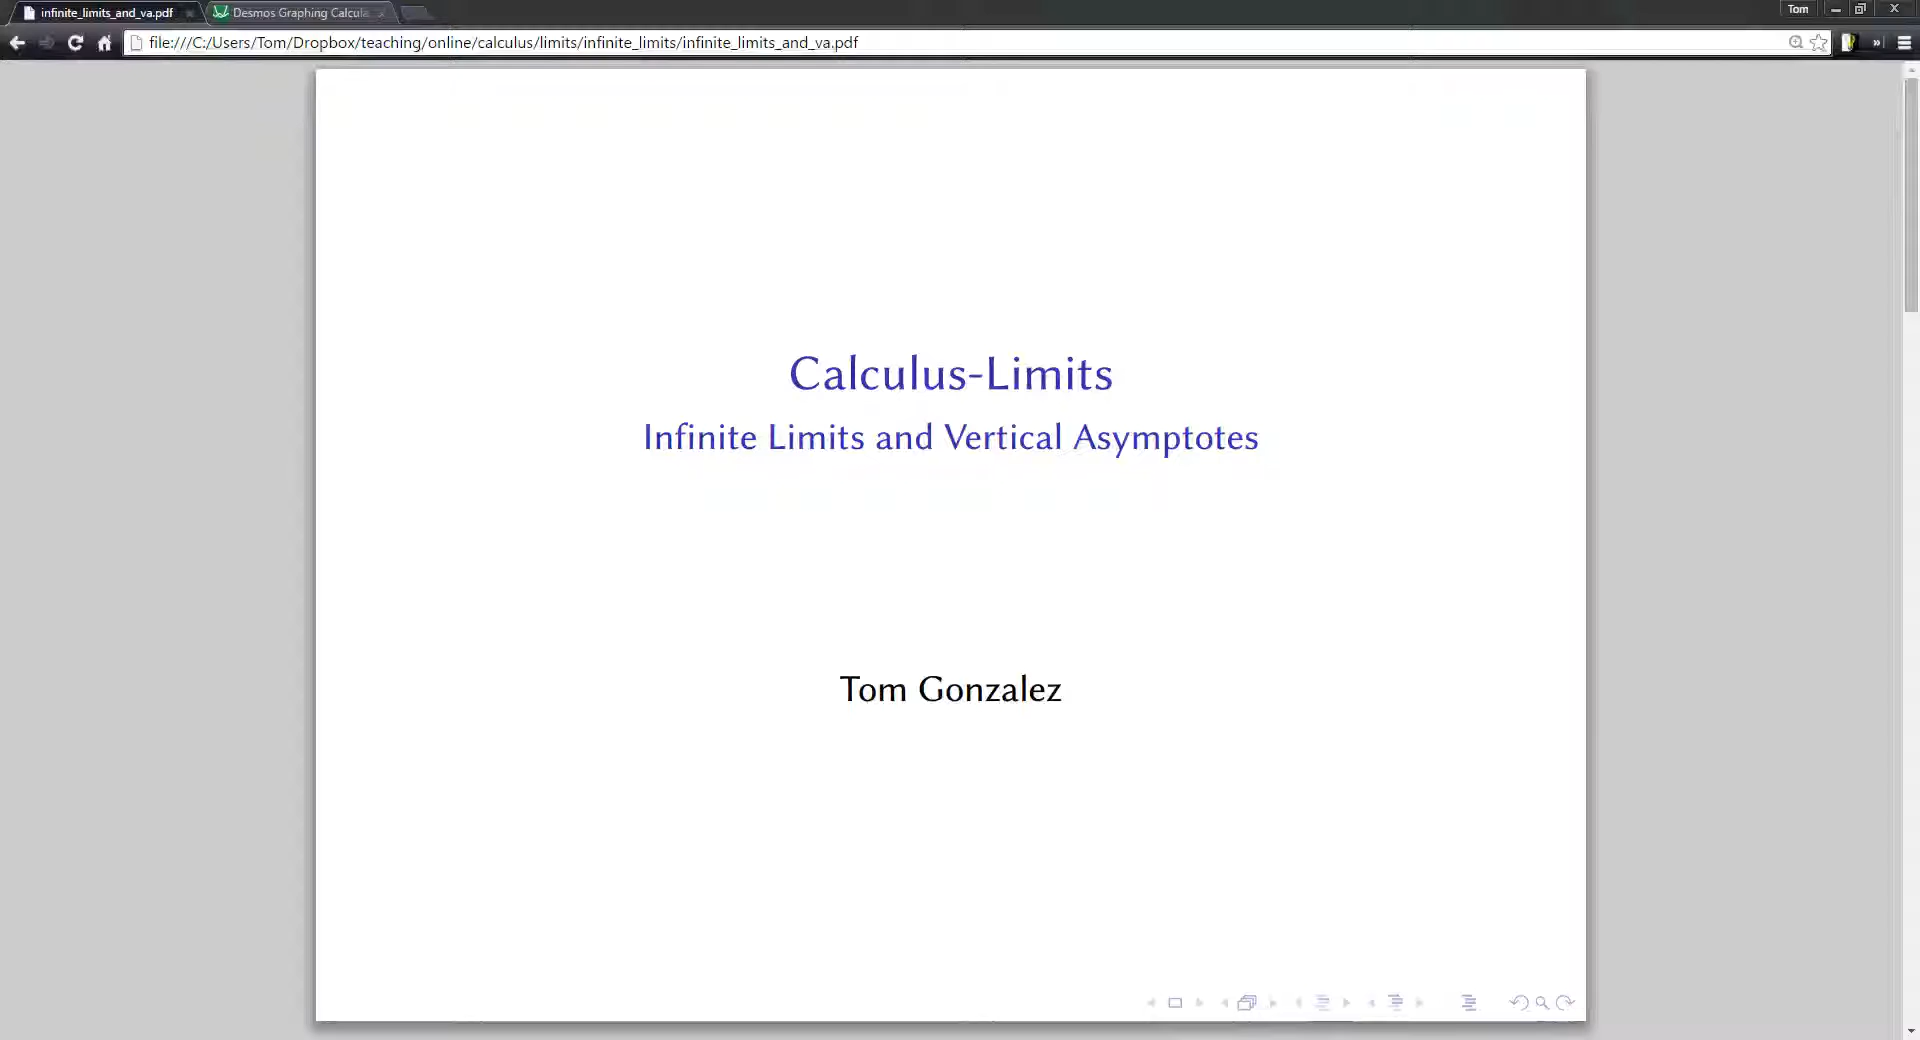 infinite_limits_and_va.pdf
Desmos Graphing Calcula
Tom
file:///C:/Users/Tom/Dropbox/teaching/online/calculus/limits/infinite_limits/infinite_limits_and_va.pdf
Calculus-Limits
Infinite Limits and Vertical Asymptotes
Tom Gonzalez